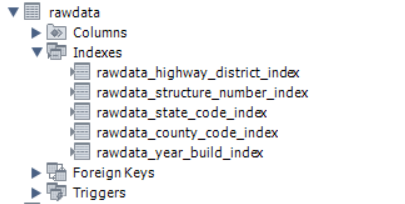 rawdata
Columns
Indexes
rawdata_highway_district_index
rawdata_structure_number_index
rawdata_state_code_index
rawdata_county_code_index
rawdata_year_build_index
Foreign Keys
Triggers